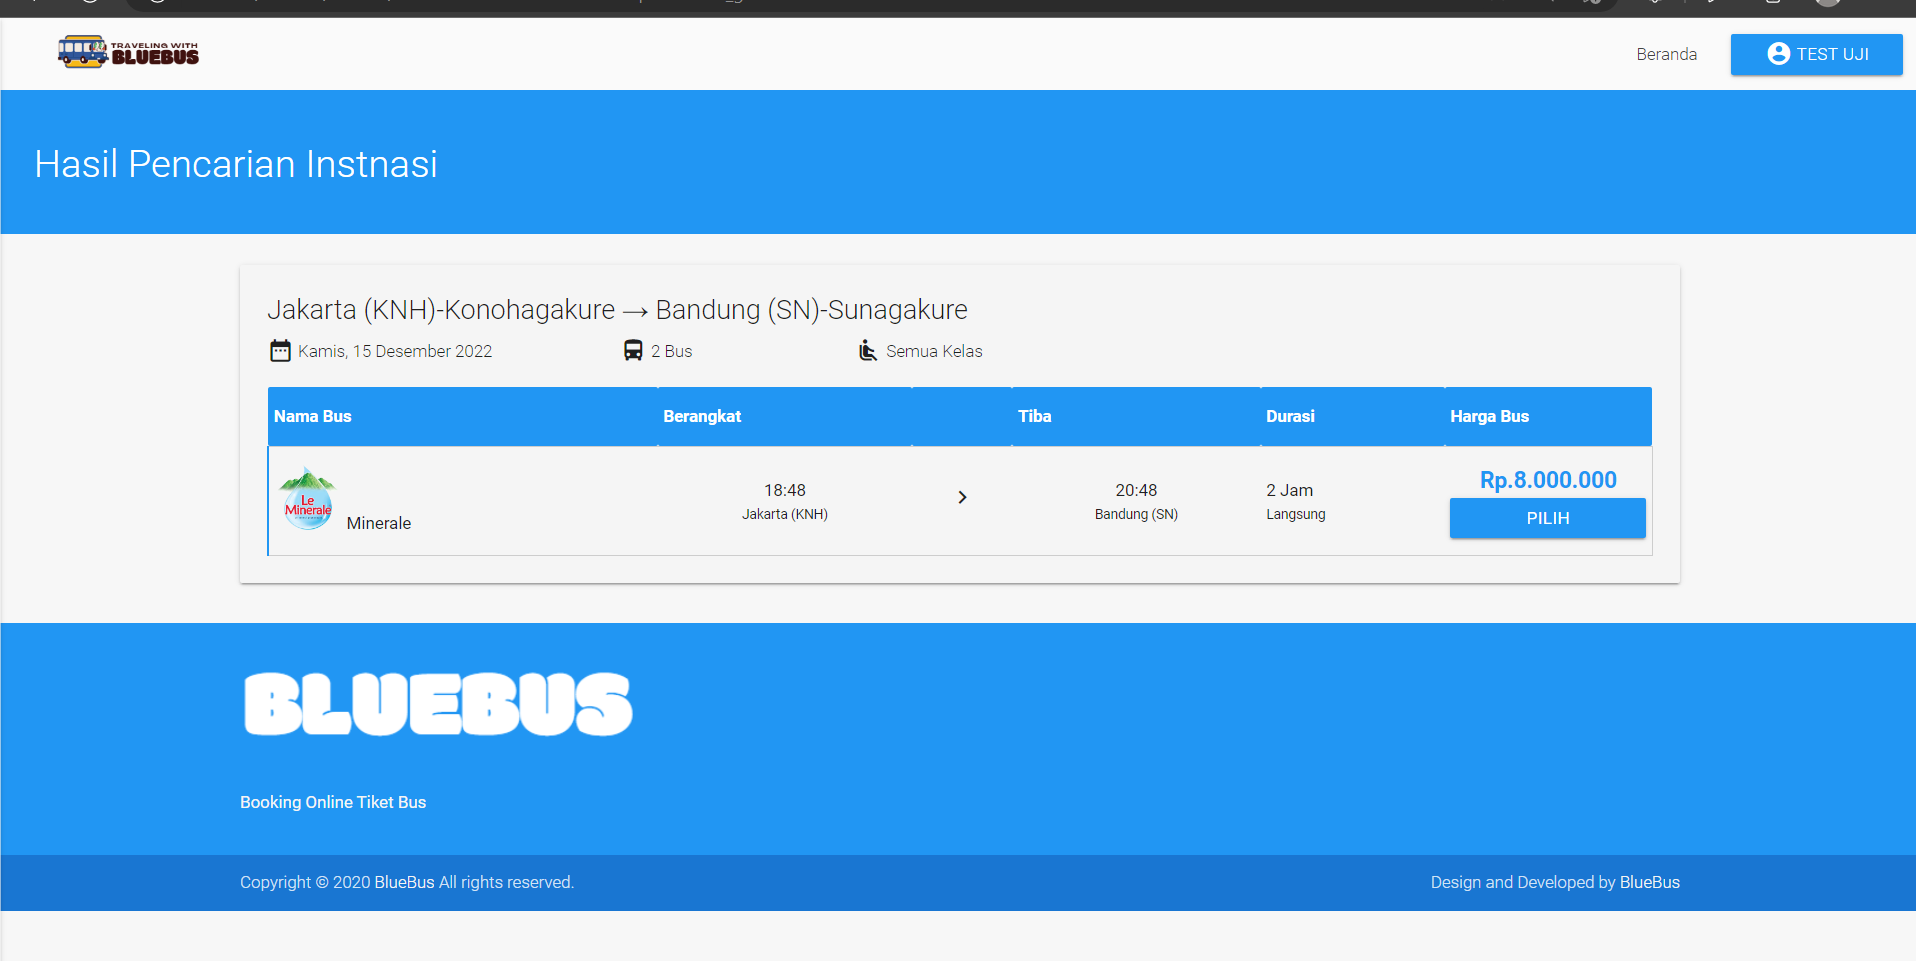 TRAVELING WITH
BLUEBUS
Beranda
TEST UJI
Hasil Pencarian Instnasi
Jakarta (KNH)-Konohagakure → Bandung (SN)-Sunagakure
Kamis, 15 Desember 2022
2 Bus
Semua Kelas
Nama Bus Berangkat Tiba Durasi Harga Bus
Le
Minerale
Minerale
18:48
Jakarta (KNH)
20:48
Bandung (SN)
2 Jam
Langsung
Rp.8.000.000
PILIH
BLUEBUS
Booking Online Tiket Bus
Copyright © 2020 BlueBus All rights reserved.
Design and Developed by BlueBus